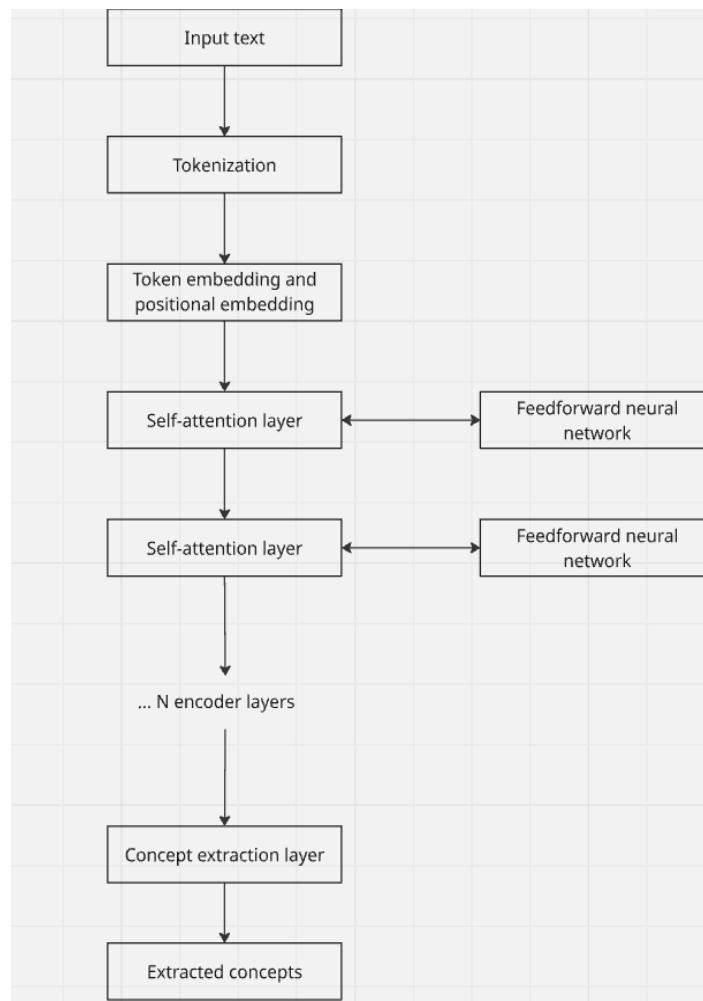 Input text
Tokenization
Token embedding and
positional embedding
Self-attention layer
Feedforward neural
network
Self-attention layer
Feedforward neural
network
... N encoder layers
Concept extraction layer
Extracted concepts